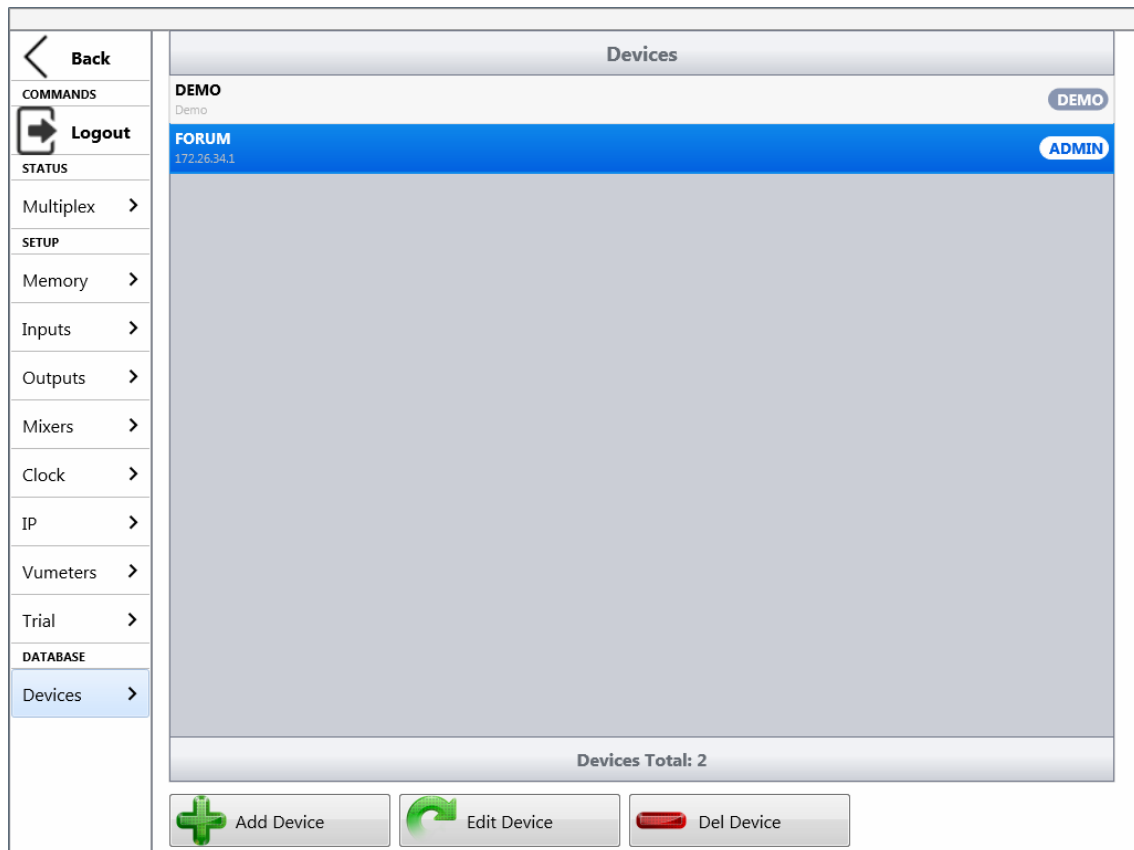 Back
COMMANDS
Logout
STATUS
Multiplex
SETUP
Memory
Inputs
Outputs
Mixers
Clock
IP
Vumeters
Trial
DATABASE
Devices
Devices
DEMO
Demo
DEMO
FORUM
172.26.34.1
ADMIN
Devices Total: 2
Add Device
Edit Device
Del Device